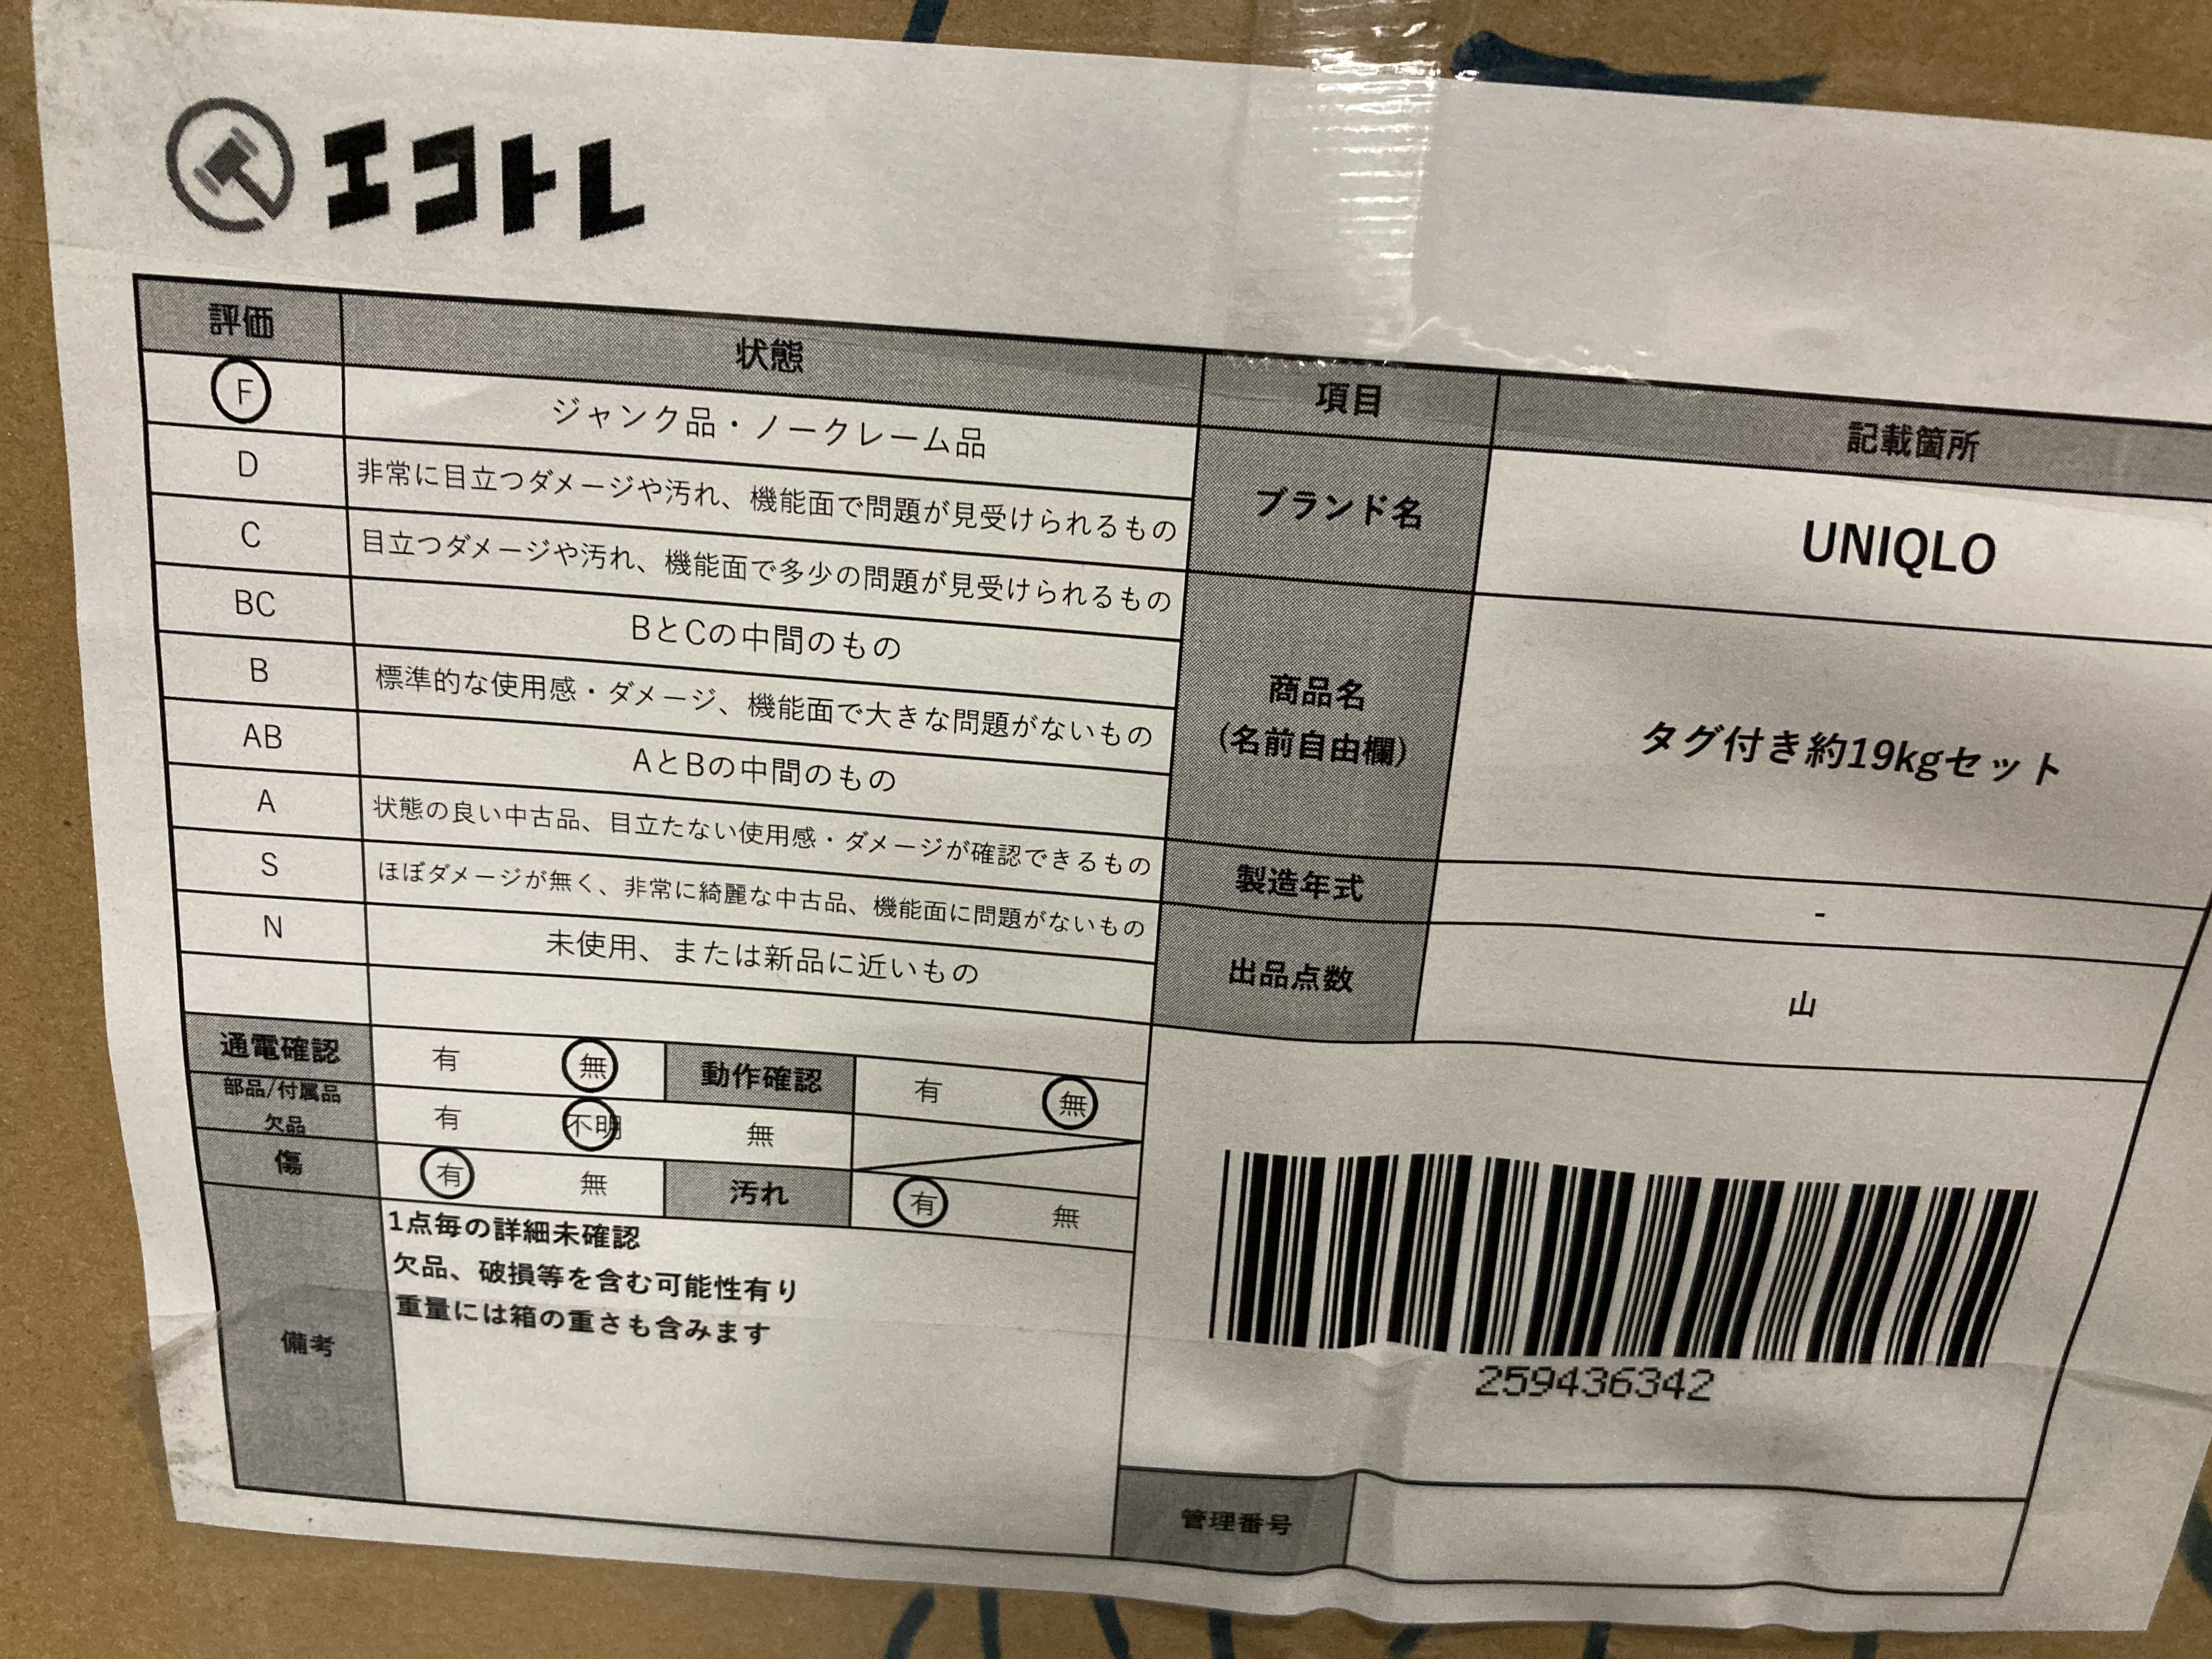 エコトレ
評価 状態 項目 記載箇所
F ジャンク品・ノークレーム品
D 非常に目立つダメージや汚れ、機能面で問題が見受けられるもの
C 目立つダメージや汚れ、機能面で多少の問題が見受けられるもの
BC BとCの中間のもの
B 標準的な使用感・ダメージ、機能面で大きな問題がないもの
AB AとBの中間のもの
A 状態の良い中古品、目立たない使用感・ダメージが確認できるもの
S ほぼダメージが無く、非常に綺麗な中古品、機能面に問題がないもの
N 未使用、または新品に近いもの
ブランド名 UNIQLO
商品名
(名前自由欄)
タグ付き約19kgセット
製造年式 -
出品点数 山
通電確認 有 無 動作確認 有 無
部品/付属品
欠品
有 不明 無
傷 有 無 汚れ 有 無
備考
1点毎の詳細未確認
欠品、破損等を含む可能性有り
重量には箱の重さも含みます
259436342
管理番号